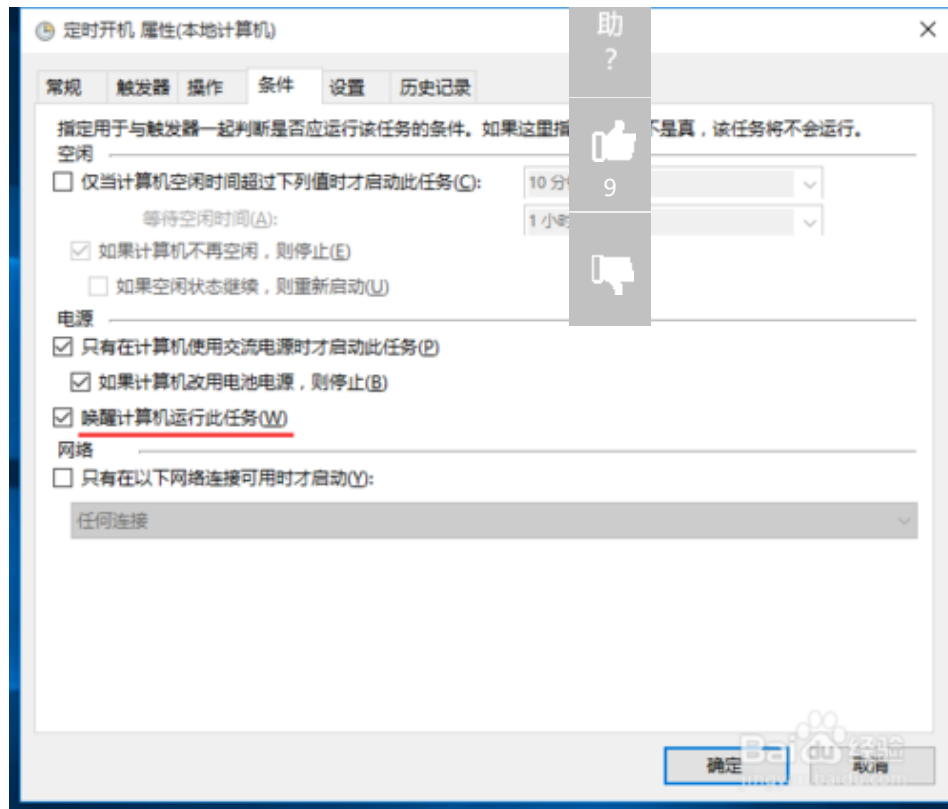 定时开机 属性(本地计算机)
助
?
常规 触发器 操作 条件 设置 历史记录
指定用于与触发器一起判断是否应运行该任务的条件。如果这里指 不是真，该任务将不会运行。
空闲
仅当计算机空闲时间超过下列值时才启动此任务(C): 10 分
9
等待空闲时间(A): 1 小时
如果计算机不再空闲，则停止(E)
如果空闲状态继续，则重新启动(U)
电源
只有在计算机使用交流电源时才启动此任务(P)
如果计算机改用电池电源，则停止(B)
唤醒计算机运行此任务(W)
网络
只有在以下网络连接可用时才启动(Y):
任何连接
确定 取消
Baidu 经验
jingyan.baidu.com